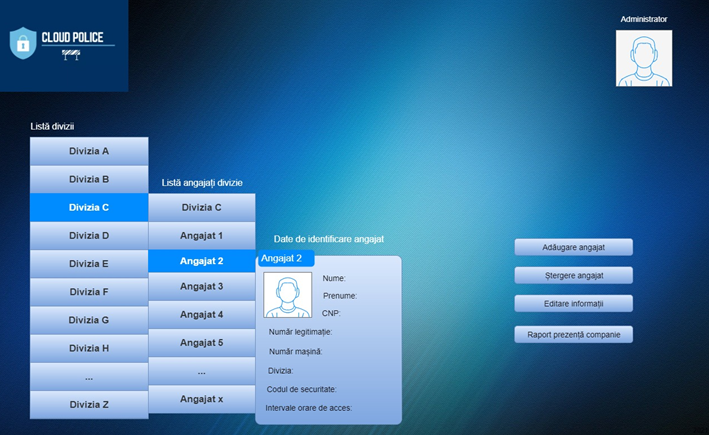 CLOUD POLICE
Administrator
Listă divizii
Divizia A
Divizia B
Divizia C
Divizia D
Divizia E
Divizia F
Divizia G
Divizia H
...
Divizia Z
Listă angajați divizie
Divizia C
Angajat 1
Angajat 2
Angajat 3
Angajat 4
Angajat 5
...
Angajat x
Date de identificare angajat
Angajat 2
Nume:
Prenume:
CNP:
Număr legitimație:
Număr mașină:
Divizia:
Codul de securitate:
Intervale orare de acces:
Adăugare angajat
Ștergere angajat
Editare informații
Raport prezență companie